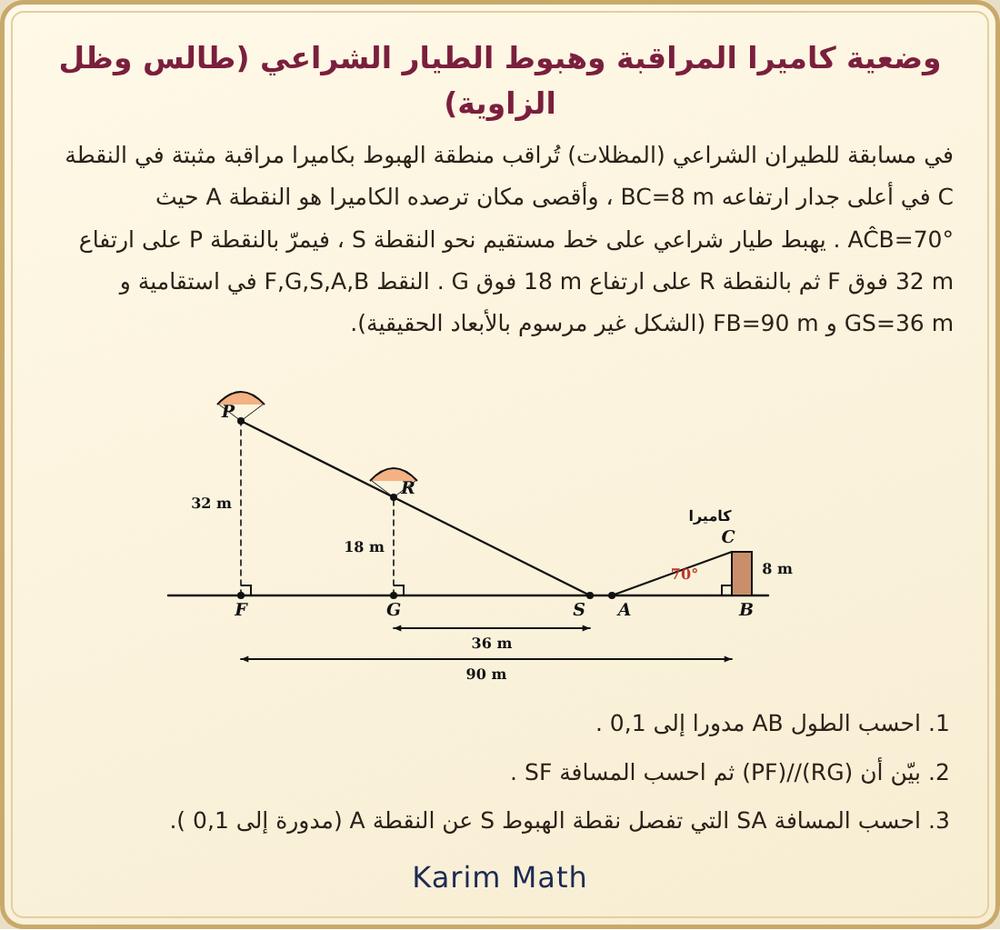 وضعية كاميرا المراقبة وهبوط الطيار الشراعي (طالس وظل
الزاوية)
في مسابقة للطيران الشراعي (المظلات) تُراقب منطقة الهبوط بكاميرا مراقبة مثبتة في النقطة
C في أعلى جدار ارتفاعه BC=8 m ، وأقصى مكان ترصده الكاميرا هو النقطة A حيث
AĈB=70° . يهبط طيار شراعي على خط مستقيم نحو النقطة S ، فيمرّ بالنقطة P على ارتفاع
32 m فوق F ثم بالنقطة R على ارتفاع 18 m فوق G . النقط F,G,S,A,B في استقامية و
GS=36 m و FB=90 m (الشكل غير مرسوم بالأبعاد الحقيقية).
P
R
32 m
18 m
كاميرا
C
70°
8 m
F
G
S
A
B
36 m
90 m
1. احسب الطول AB مدورا إلى 0,1 .
2. بيّن أن (PF)//(RG) ثم احسب المسافة SF .
3. احسب المسافة SA التي تفصل نقطة الهبوط S عن النقطة A (مدورة إلى 0,1 ).
Karim Math